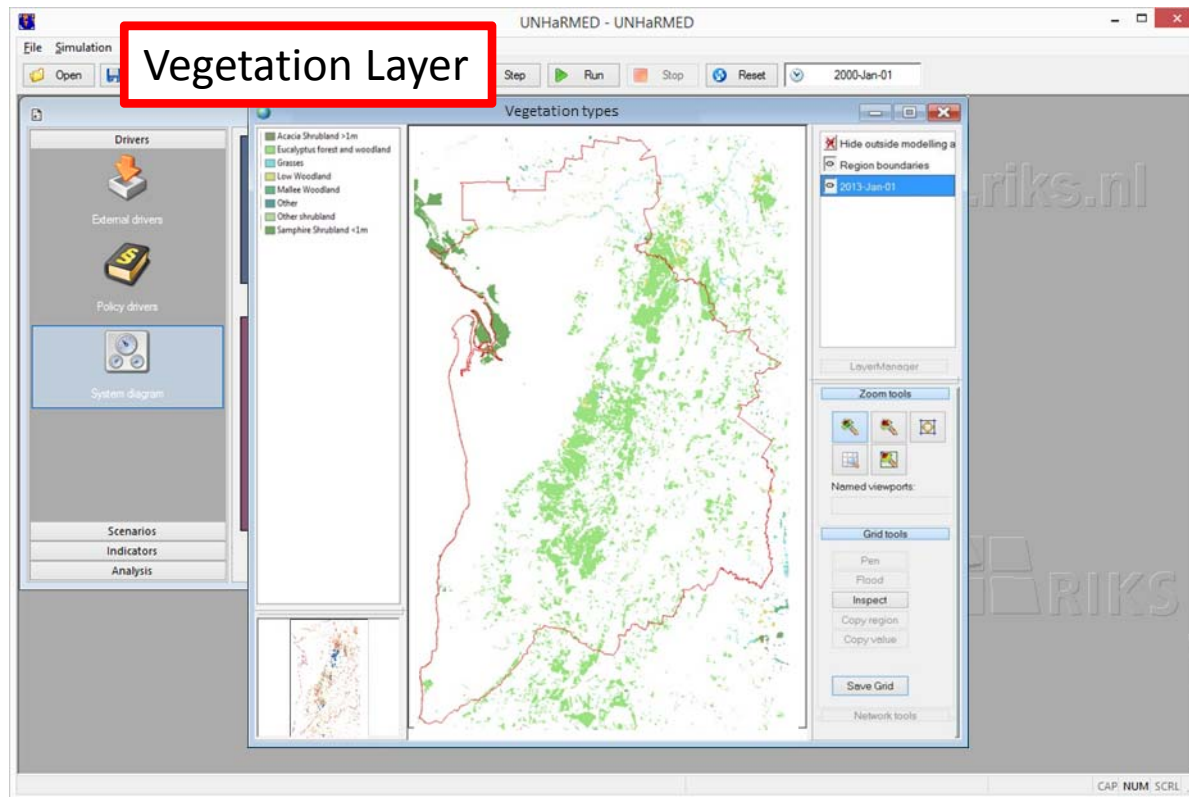 UNHaRMED - UNHaRMED
File Simulation
Vegetation Layer
Open Step Run Stop Reset 2000-Jan-01
Vegetation types
Drivers
External drivers
Policy drivers
System diagram
Scenarios
Indicators
Analysis
Acacia Shrubland >1m
Eucalyptus forest and woodland
Grasses
Low Woodland
Mallee Woodland
Other
Other shrubland
Samphire Shrubland <1m
Hide outside modelling a
Region boundaries
2013-Jan-01
LayerManager
Zoom tools
Named viewports:
Grid tools
Pen
Flood
Inspect
Copy region
Copy value
Save Grid
Network tools
.riks.nl
RIKS
CAP NUM SCRL